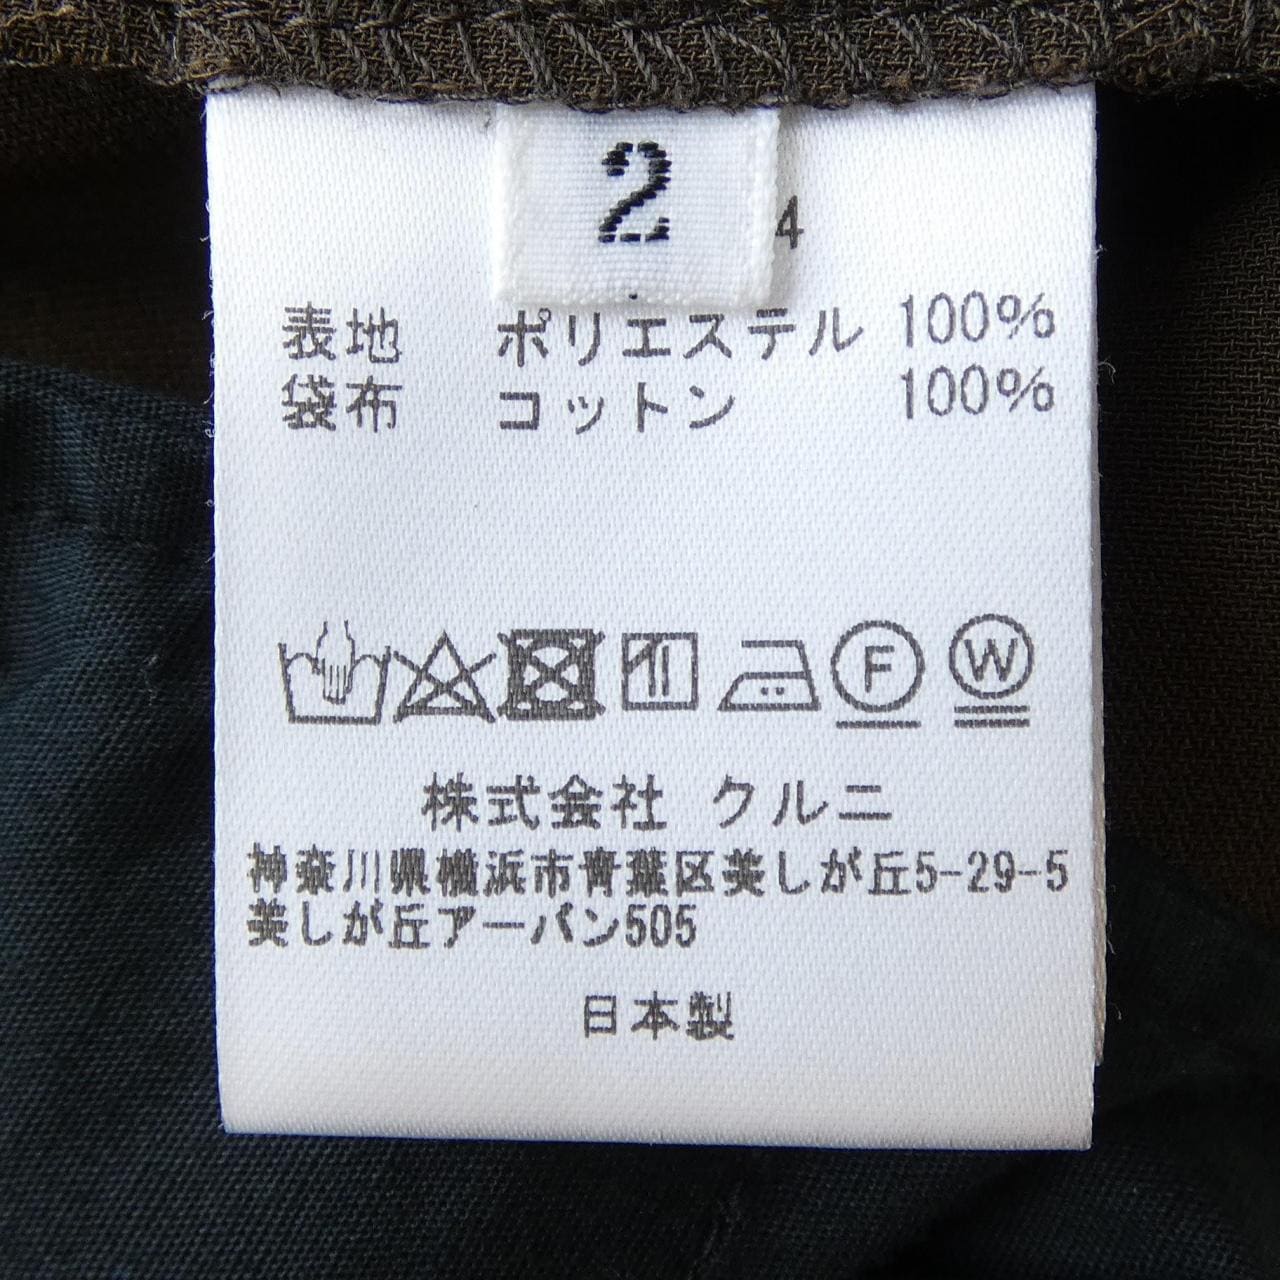 2
4
表地 ポリエステル 100%
袋布 コットン 100%
F W
株式会社 クルニ
神奈川県横浜市青葉区美しが丘5-29-5
美しが丘アーバン505
日本製